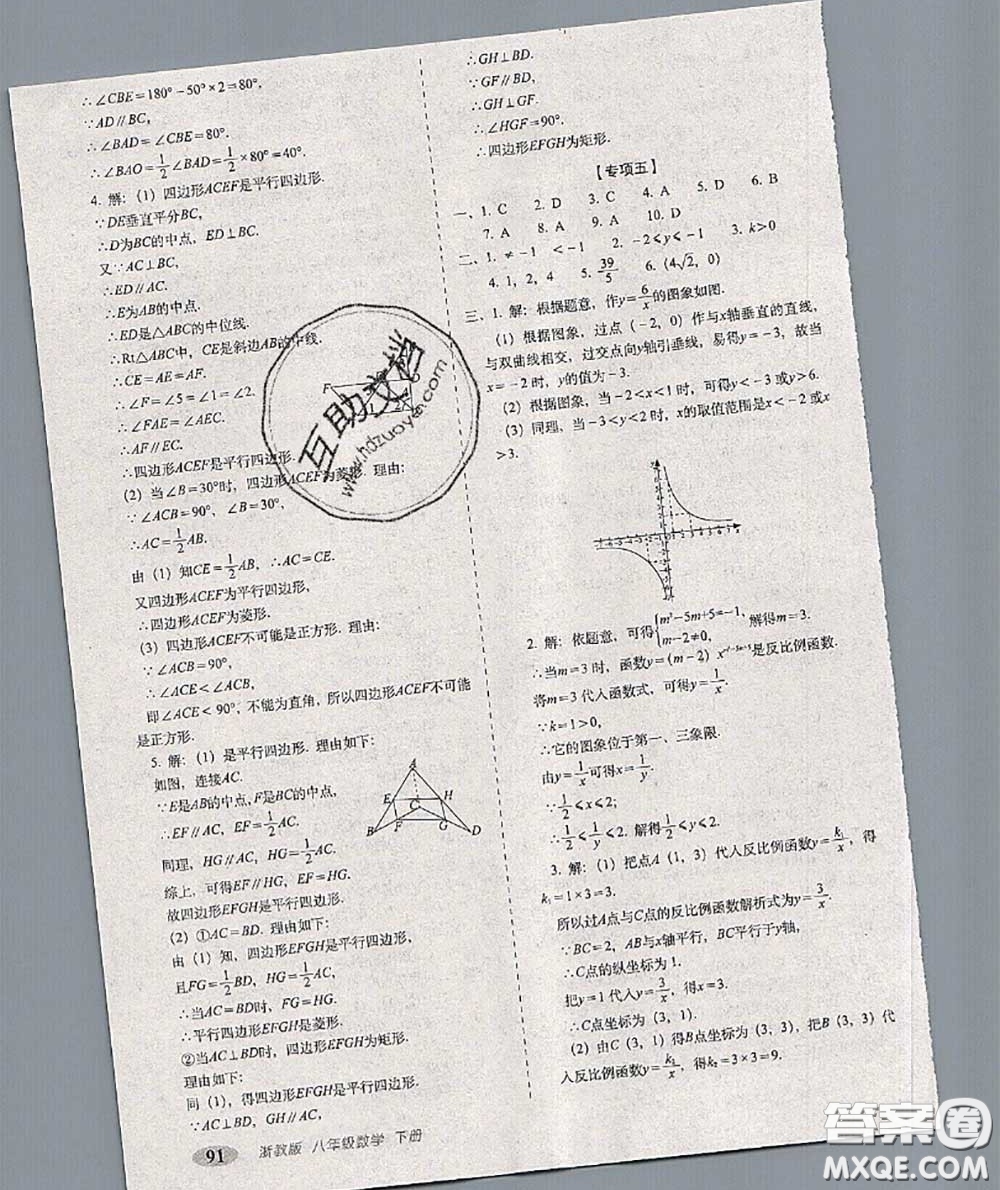 ∴∠CBE=180°-50°×2=80°,
∵AD∥BC,
∴∠BAD=∠CBE=80°.
∴∠BAO=1/2∠BAD=1/2×80°=40°.
4. 解:(1) 四边形ACEF是平行四边形.
∵DE垂直平分BC,
∴D为BC的中点, ED⊥BC.
又∵AC⊥BC,
∴ED∥AC.
∴E为AB的中点.
∴ED是△ABC的中位线.
∴Rt△ABC中, CE是斜边AB的中线.
∴CE=AE=AF.
∴∠F=∠5=∠1=∠2.
∴∠FAE=∠AEC.
∴AF∥EC.
∴四边形ACEF是平行四边形.
(2) 当∠B=30°时, 四边形ACEF为菱形. 理由:
∵∠ACB=90°, ∠B=30°,
∴AC=1/2AB.
由(1)知CE=1/2AB, ∴AC=CE.
又四边形ACEF为平行四边形,
∴四边形ACEF为菱形.
(3) 四边形ACEF不可能是正方形. 理由:
∵∠ACB=90°,
∴∠ACE<∠ACB,
即∠ACE<90°, 不能为直角, 所以四边形ACEF不可能
是正方形.
5. 解:(1) 是平行四边形. 理由如下:
如图, 连接AC.
∵E是AB的中点, F是BC的中点,
∴EF∥AC, EF=1/2AC.
同理, HG∥AC, HG=1/2AC.
综上, 可得EF∥HG, EF=HG.
故四边形EFGH是平行四边形.
A
E H
C
B F G D
(2) ①AC=BD. 理由如下:
由(1)知, 四边形EFGH是平行四边形,
且FG=1/2BD, HG=1/2AC,
∴当AC=BD时, FG=HG.
∴平行四边形EFGH是菱形.
②当AC⊥BD时, 四边形EFGH为矩形.
理由如下:
同(1), 得四边形EFGH是平行四边形.
∵AC⊥BD, GH∥AC,
91 浙教版 八年级数学 下册
∴GH⊥BD.
∵GF∥BD,
∴GH⊥GF.
∴∠HGF=90°.
∴四边形EFGH为矩形.
【专项五】
一、1. C 2. D 3. C 4. A 5. D 6. B
7. A 8. A 9. A 10. D
二、1. ≠-1 <-1 2. -2≤y≤-1 3. k>0
4. 1, 2, 4 5. 39/5 6. (4√2, 0)
三、1. 解: 根据题意, 作y=6/x的图象如图.
(1) 根据图象, 过点(-2, 0)作与x轴垂直的直线,
与双曲线相交, 过交点向y轴引垂线, 易得y=-3, 故当
x=-2时, y的值为-3.
(2) 根据图象, 当-2<x<1时, 可得y<-3或y>6.
(3) 同理, 当-3<y<2时, x的取值范围是x<-2或x
>3.
2. 解: 依题意, 可得{m²-5m+5=-1, m-2≠0, 解得m=3.
∴当m=3时, 函数y=(m-2)x^(m²-5m+5)是反比例函数.
将m=3代入函数式, 可得y=1/x.
∵k=1>0,
∴它的图象位于第一、三象限.
由y=1/x可得x=1/y.
∵1/2≤x≤2;
∴1/2≤1/y≤2. 解得1/2≤y≤2.
3. 解:(1) 把点A(1, 3)代入反比例函数y=k₁/x, 得
k₁=1×3=3.
所以过A点与C点的反比例函数解析式为y=3/x.
∵BC=2, AB与x轴平行, BC平行于y轴,
∴C点的纵坐标为1.
把y=1代入y=3/x, 得x=3.
∴C点坐标为(3, 1).
(2) 由C(3, 1)得B点坐标为(3, 3), 把B(3, 3)代
入反比例函数y=k₂/x, 得k₂=3×3=9.
互助文档
www.hdzuoye.com
答案圈
MXQE.COM